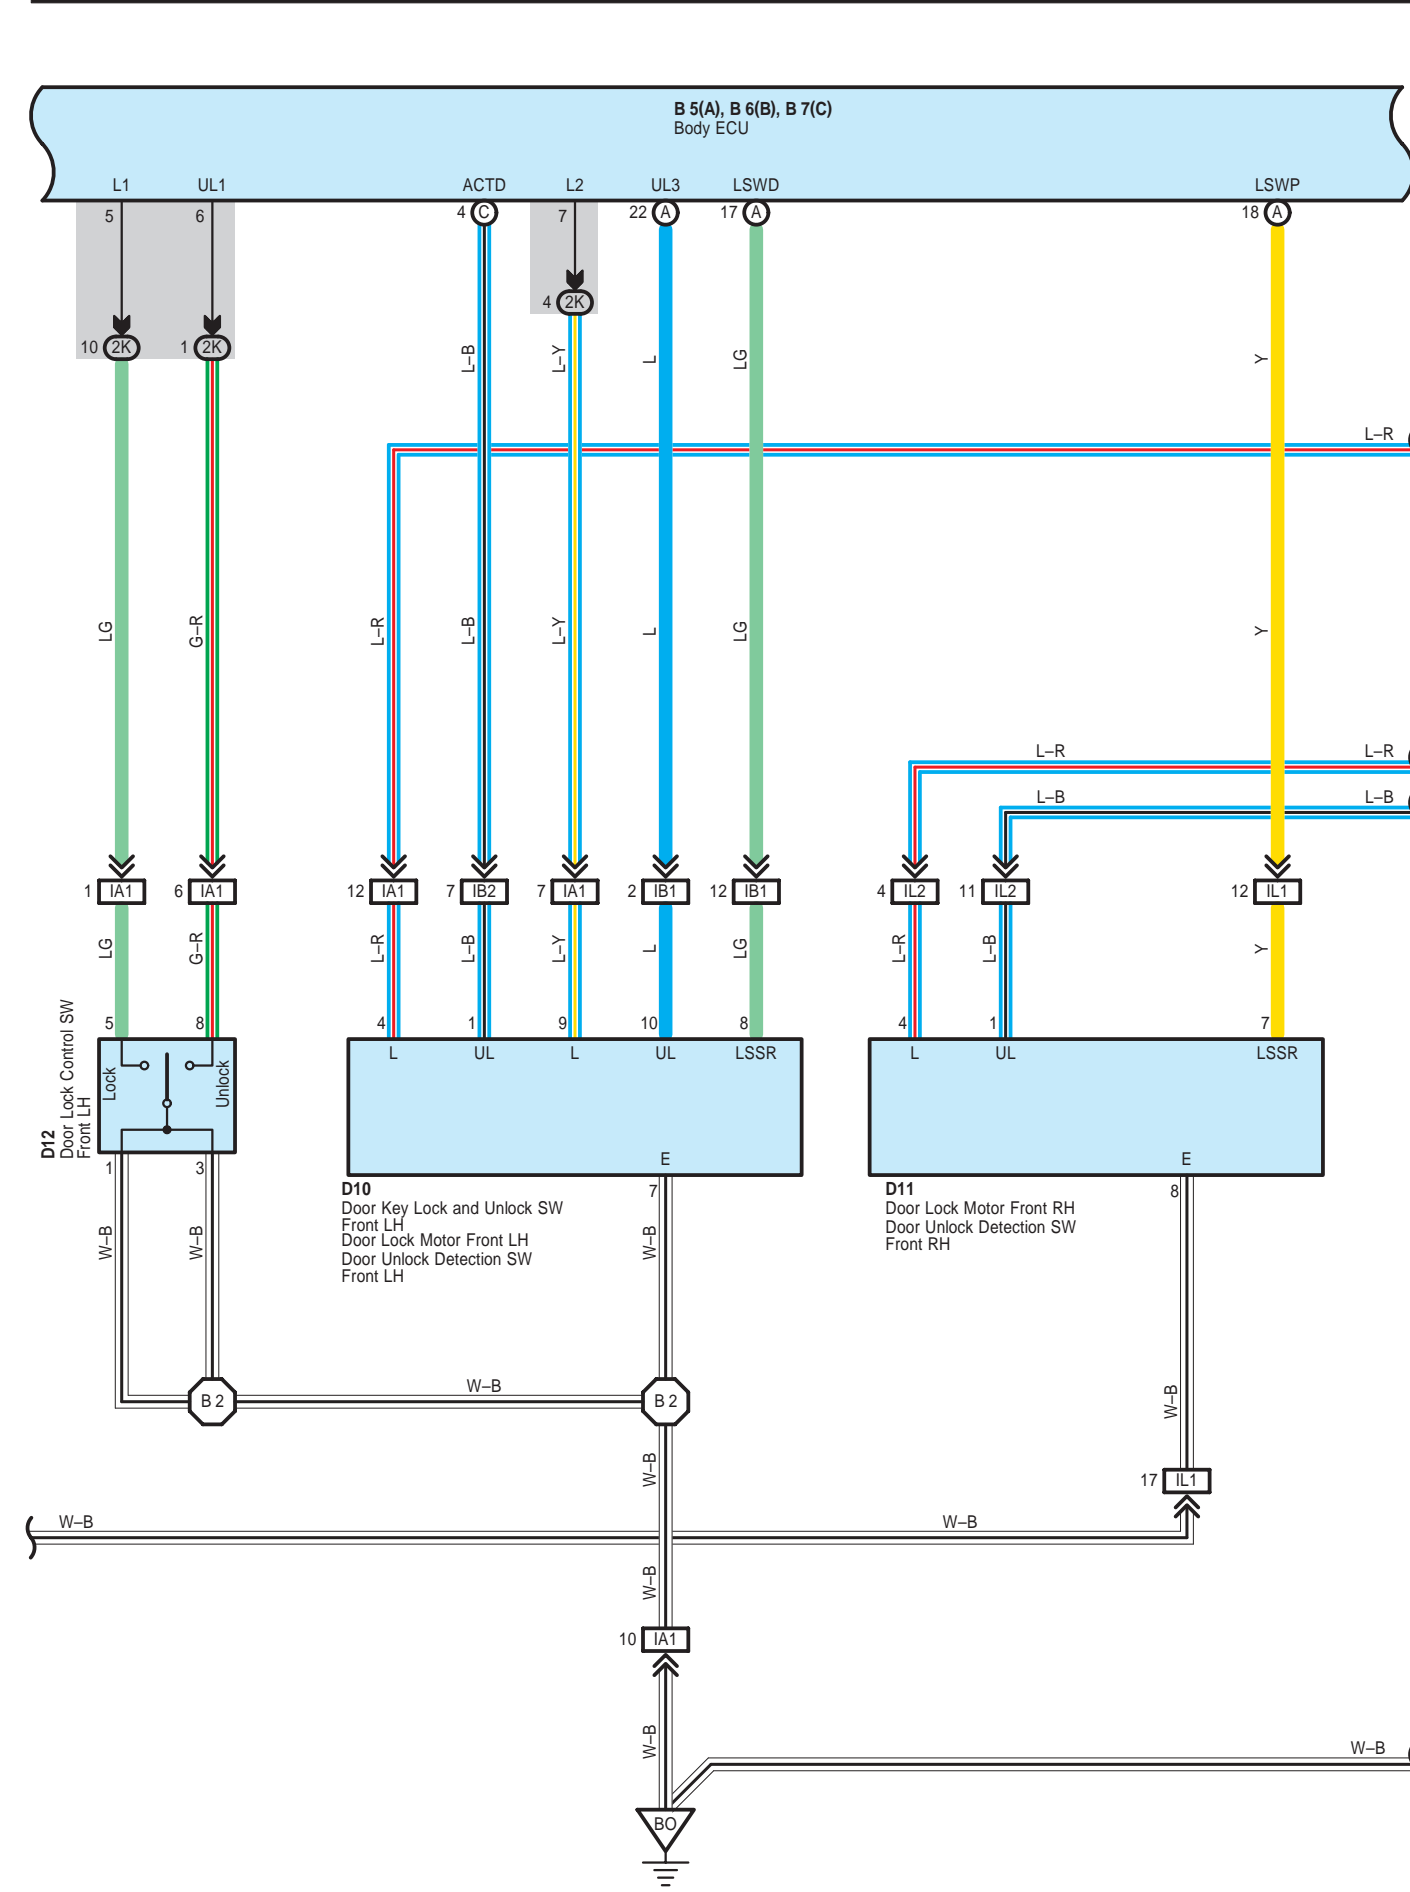 B 5(A), B 6(B), B 7(C)
Body ECU
L1 UL1 ACTD L2 UL3 LSWD LSWP
5 6 4 C 7 22 A 17 A 18 A
4 2K
10 2K 1 2K
L–B L–Y L LG Y
L–R
LG G–R L–R L–B L–Y L LG Y
L–R L–R
L–B L–B
1 IA1 6 IA1 12 IA1 7 IB2 7 IA1 2 IB1 12 IB1 4 IL2 11 IL2 12 IL1
LG G–R L–R L–B L–Y L LG L–R L–B Y
5 8 4 1 9 10 8 4 1 7
L UL L UL LSSR L UL LSSR
D12
Door Lock Control SW
Front LH
Lock Unlock
E E
1 3 7 8
D10
Door Key Lock and Unlock SW
Front LH
Door Lock Motor Front LH
Door Unlock Detection SW
Front LH
D11
Door Lock Motor Front RH
Door Unlock Detection SW
Front RH
W–B W–B W–B
W–B
B 2 B 2
W–B
W–B
17 IL1
W–B W–B
W–B
10 IA1
W–B
W–B
BO